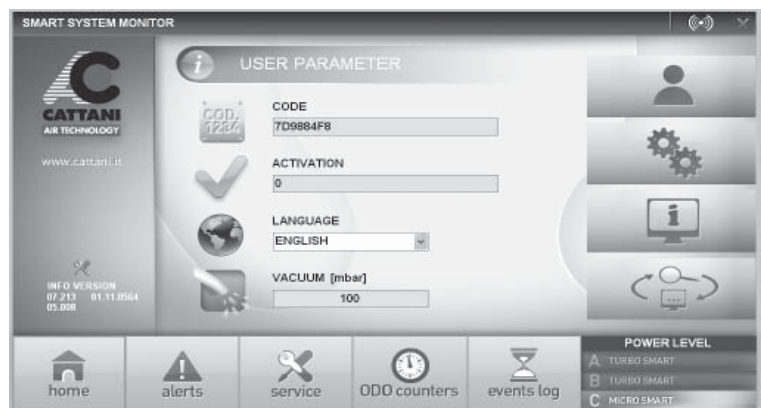 SMART SYSTEM MONITOR
CATTANI
AIR TECHNOLOGY
www.cattani.it
INFO VERSION
07.213 01.11.0564
05.008
USER PARAMETER
COD.
1234
CODE
7D9884F8
ACTIVATION
0
LANGUAGE
ENGLISH
VACUUM [mbar]
100
home
alerts
service
ODO counters
events log
POWER LEVEL
A TURBO SMART
B TURBO SMART
C MICRO SMART